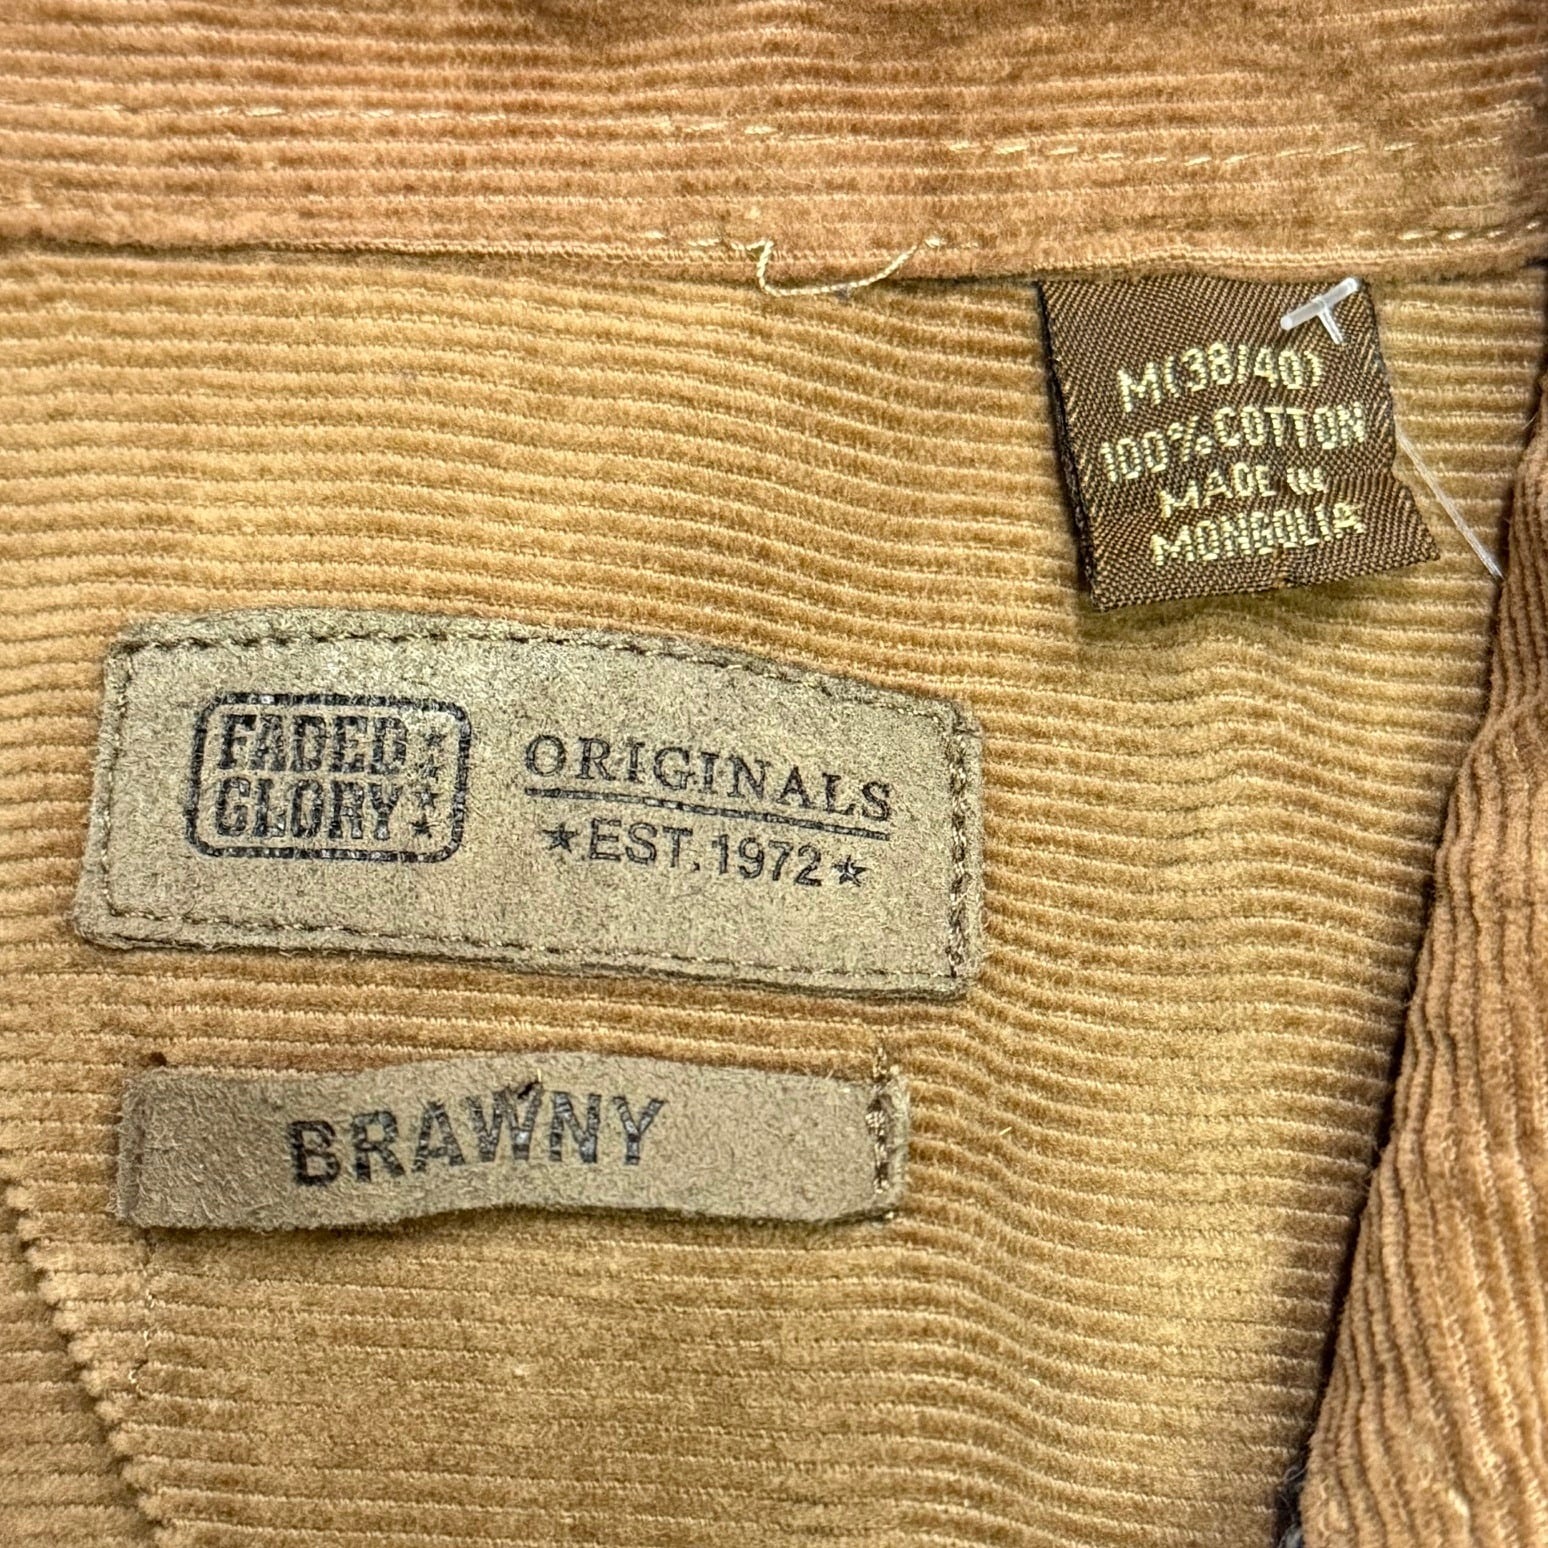 M(38/40)
100% COTTON
MADE IN
MONGOLIA
FADED
GLORY
ORIGINALS
EST. 1972
BRAWNY